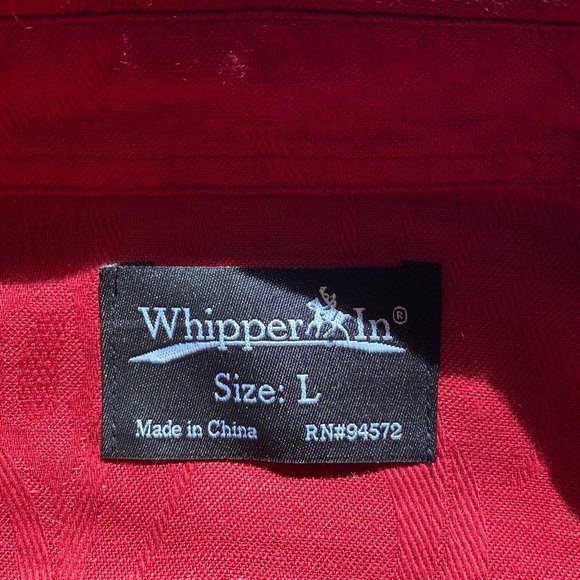 Whipper In®
Size: L
Made in China RN#94572